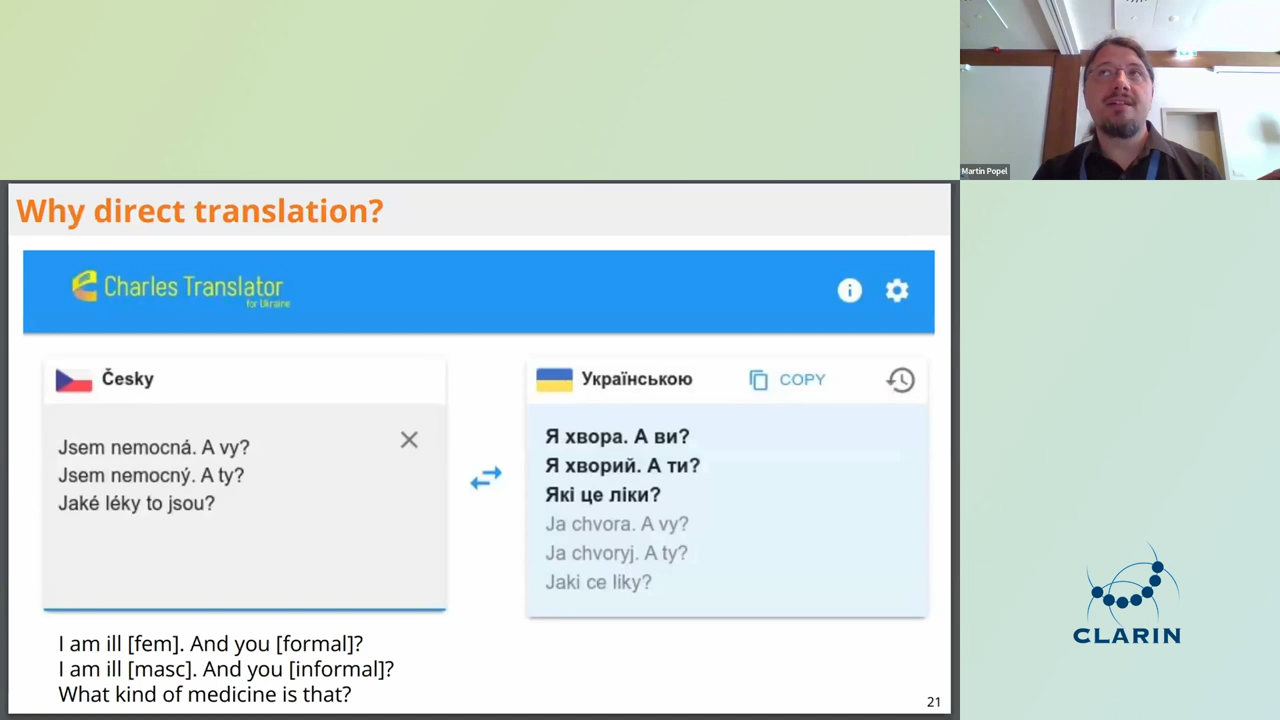 Martin Popel
Why direct translation?
Charles Translator
for Ukraine
Česky
Українською
COPY
Jsem nemocná. A vy?
Jsem nemocný. A ty?
Jaké léky to jsou?
Я хвора. А ви?
Я хворий. А ти?
Які це ліки?
Ja chvora. A vy?
Ja chvoryj. A ty?
Jaki ce liky?
I am ill [fem]. And you [formal]?
I am ill [masc]. And you [informal]?
What kind of medicine is that?
21
CLARIN